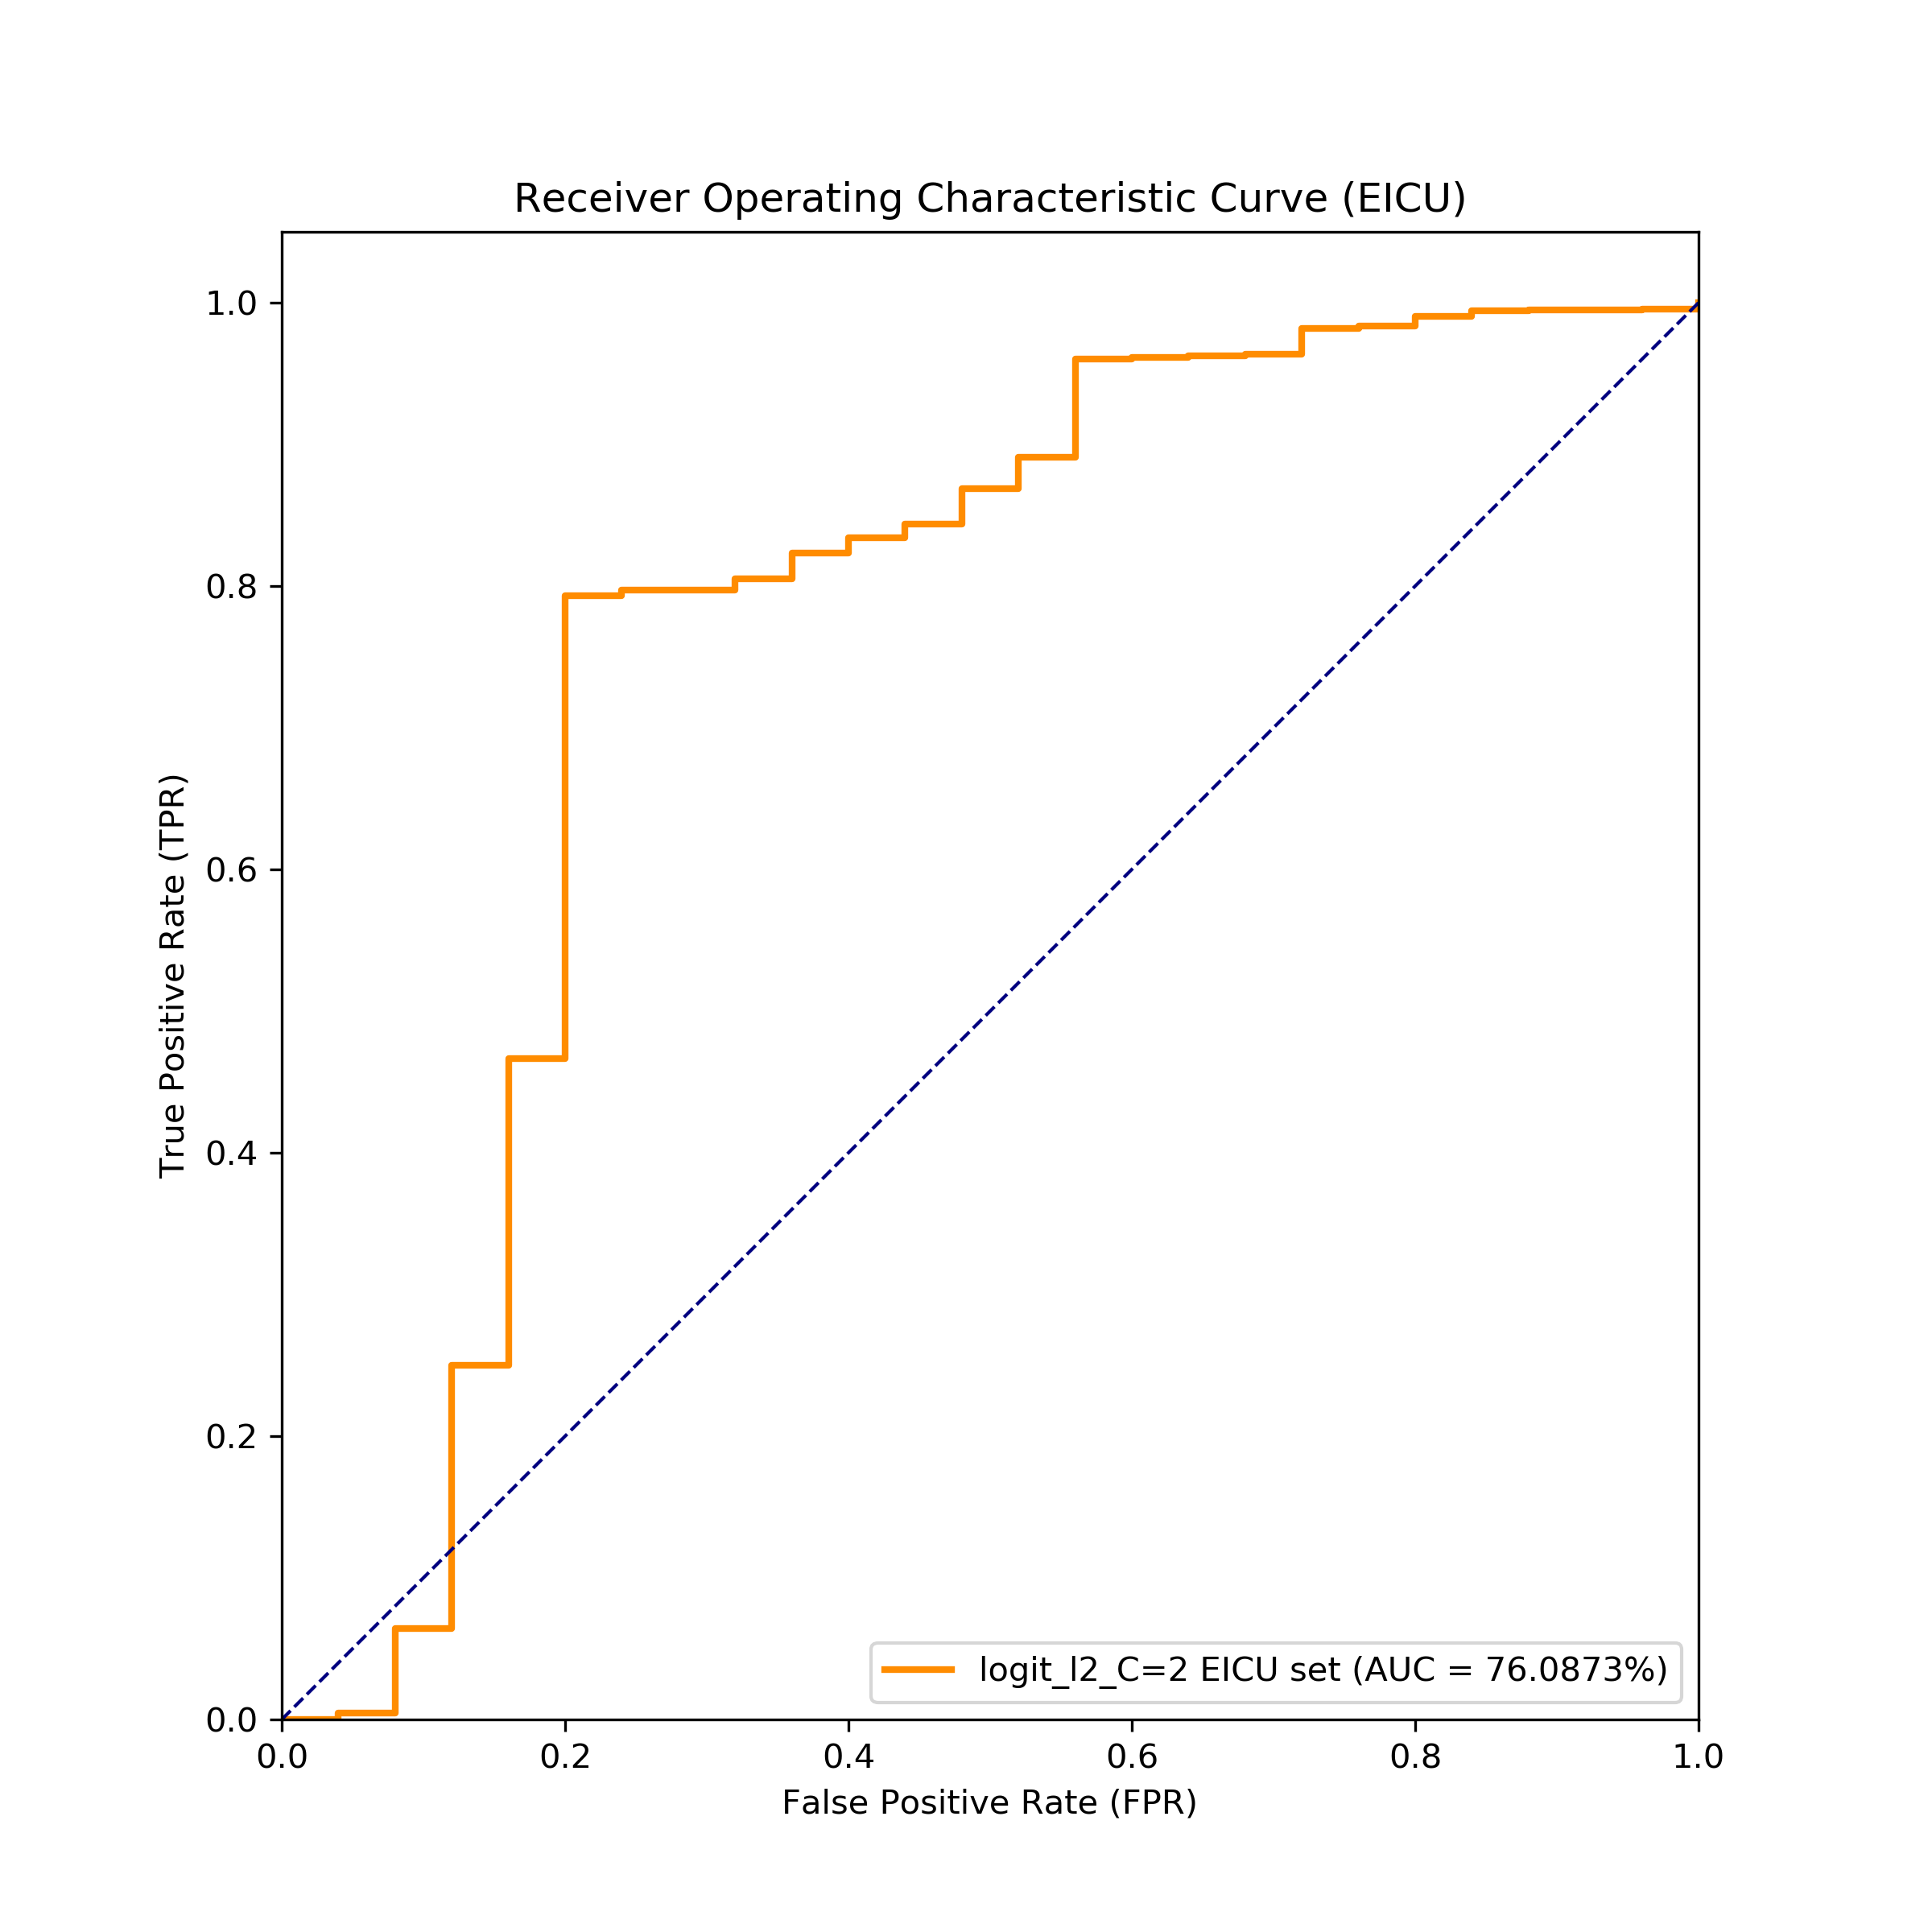 Receiver Operating Characteristic Curve (EICU)
True Positive Rate (TPR)
1.0
0.8
0.6
0.4
0.2
0.0
logit_l2_C=2 EICU set (AUC = 76.0873%)
0.0 0.2 0.4 0.6 0.8 1.0
False Positive Rate (FPR)